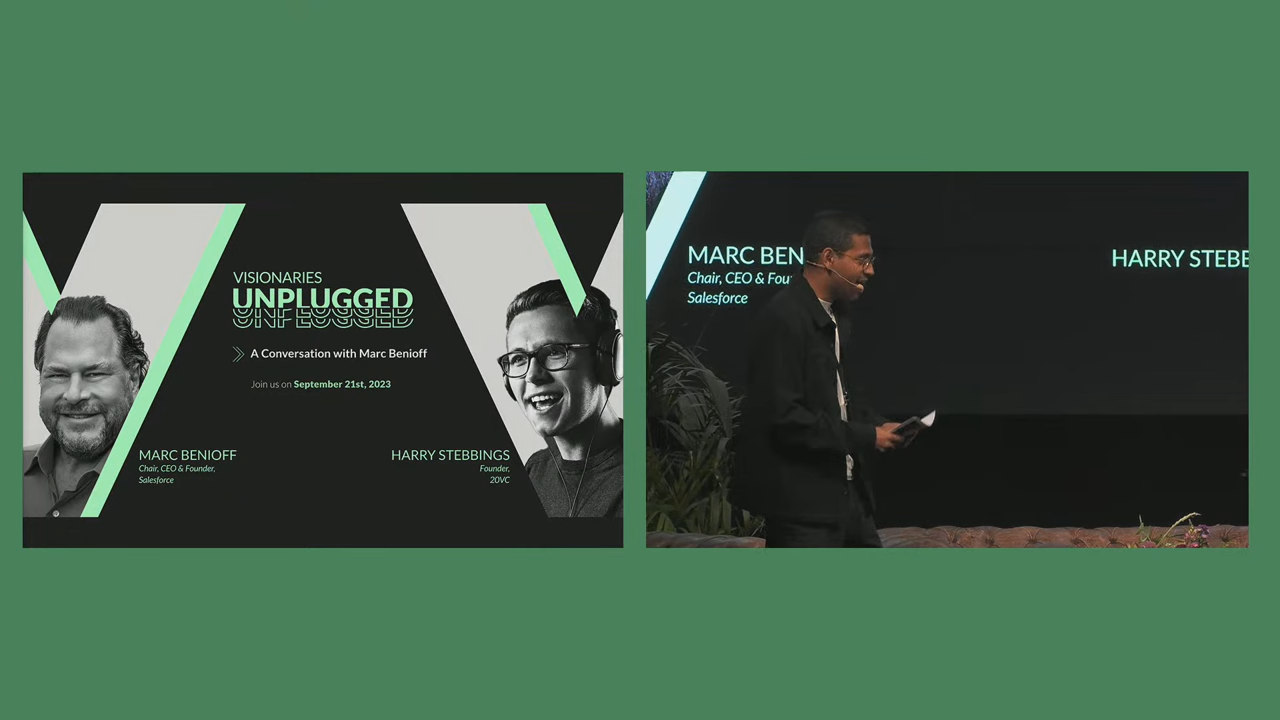 VISIONARIES
UNPLUGGED
UNPLUGGED
A Conversation with Marc Benioff
Join us on September 21st, 2023
MARC BENIOFF
Chair, CEO & Founder,
Salesforce
HARRY STEBBINGS
Founder,
20VC
MARC BEN
Chair, CEO & Fou
Salesforce
HARRY STEBB